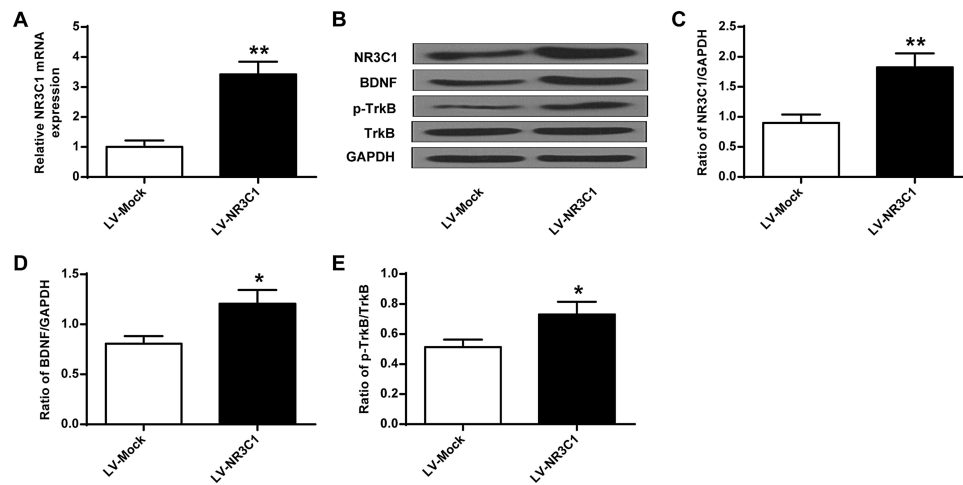 A
Relative NR3C1 mRNA
expression
5
4
3
2
1
0
**
LV-Mock
LV-NR3C1
B
NR3C1
BDNF
p-TrkB
TrkB
GAPDH
LV-Mock
LV-NR3C1
C
Ratio of NR3C1/GAPDH
2.5
2.0
1.5
1.0
0.5
0.0
**
LV-Mock
LV-NR3C1
D
Ratio of BDNF/GAPDH
1.5
1.0
0.5
0.0
*
LV-Mock
LV-NR3C1
E
Ratio of p-TrkB/TrkB
1.0
0.8
0.6
0.4
0.2
0.0
*
LV-Mock
LV-NR3C1